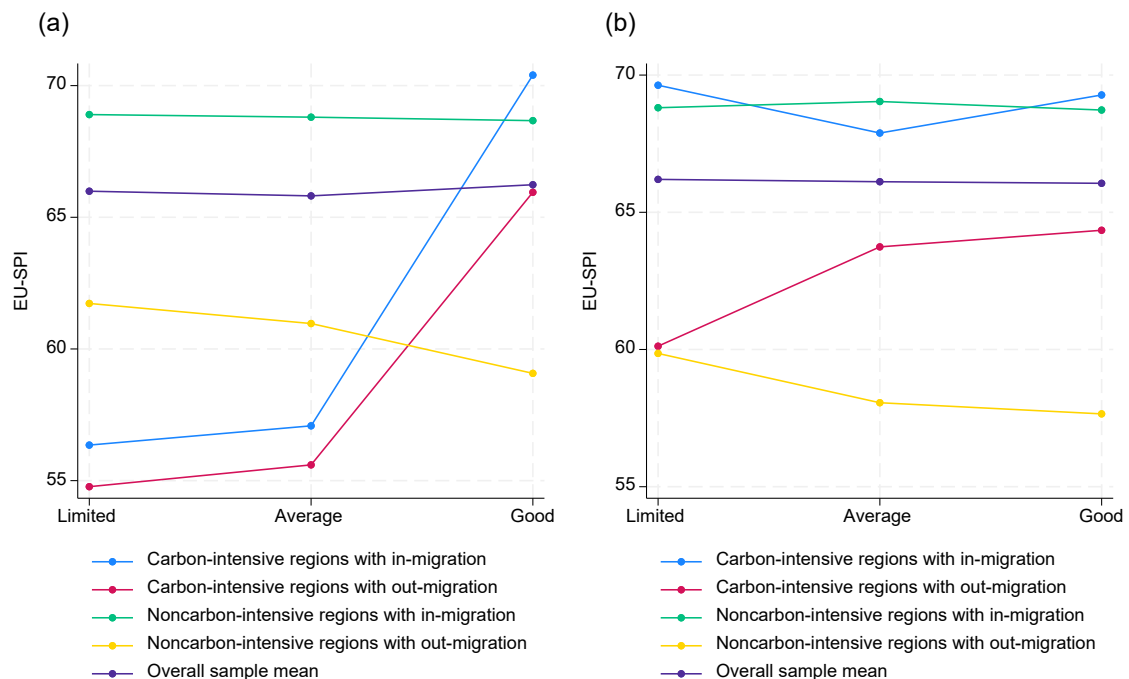 (a)
EU-SPI
70
65
60
55
Limited
Average
Good
Carbon-intensive regions with in-migration
Carbon-intensive regions with out-migration
Noncarbon-intensive regions with in-migration
Noncarbon-intensive regions with out-migration
Overall sample mean
(b)
EU-SPI
70
65
60
55
Limited
Average
Good
Carbon-intensive regions with in-migration
Carbon-intensive regions with out-migration
Noncarbon-intensive regions with in-migration
Noncarbon-intensive regions with out-migration
Overall sample mean